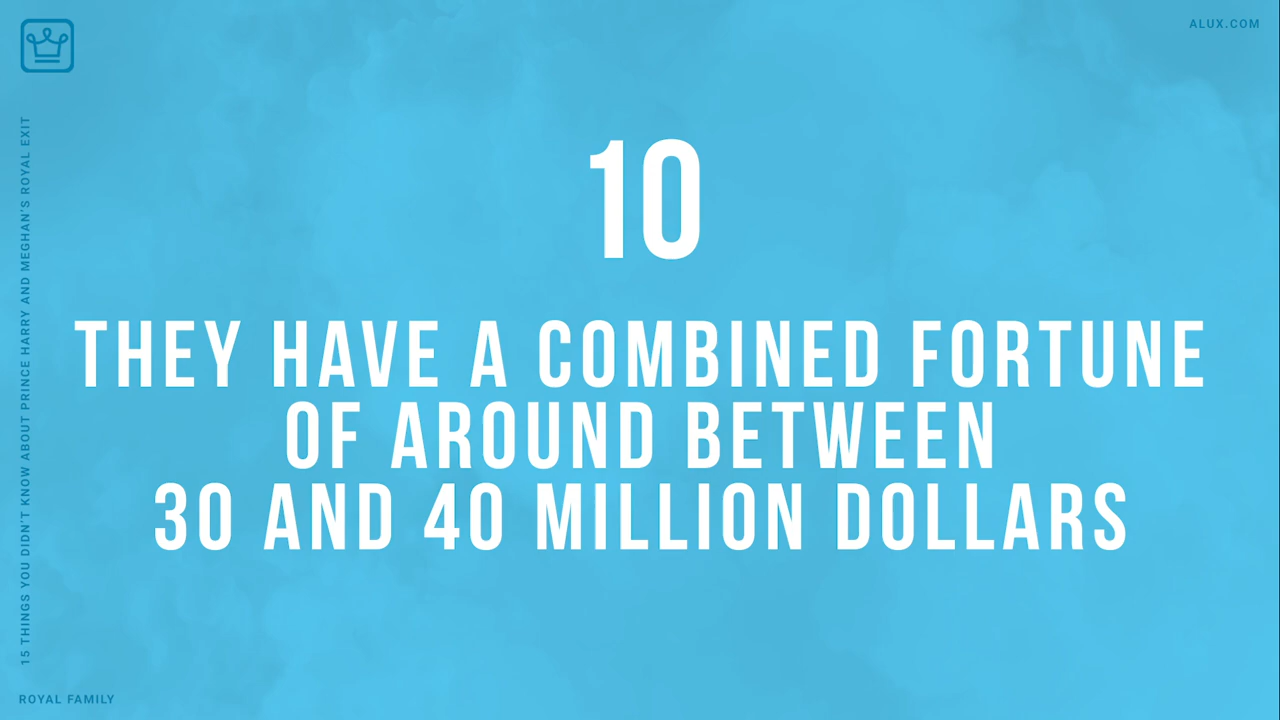 ALUX.COM
15 THINGS YOU DIDN'T KNOW ABOUT PRINCE HARRY AND MEGHAN'S ROYAL EXIT
10
THEY HAVE A COMBINED FORTUNE
OF AROUND BETWEEN
30 AND 40 MILLION DOLLARS
ROYAL FAMILY